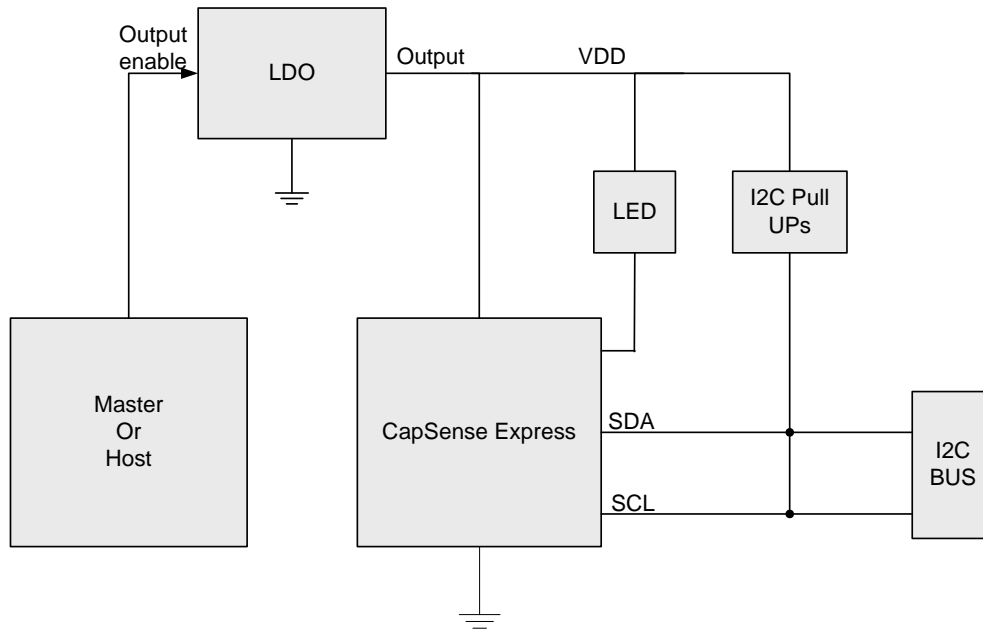 Output
enable
LDO
Output
VDD
LED
I2C Pull
UPs
Master
Or
Host
CapSense Express
SDA
SCL
I2C
BUS